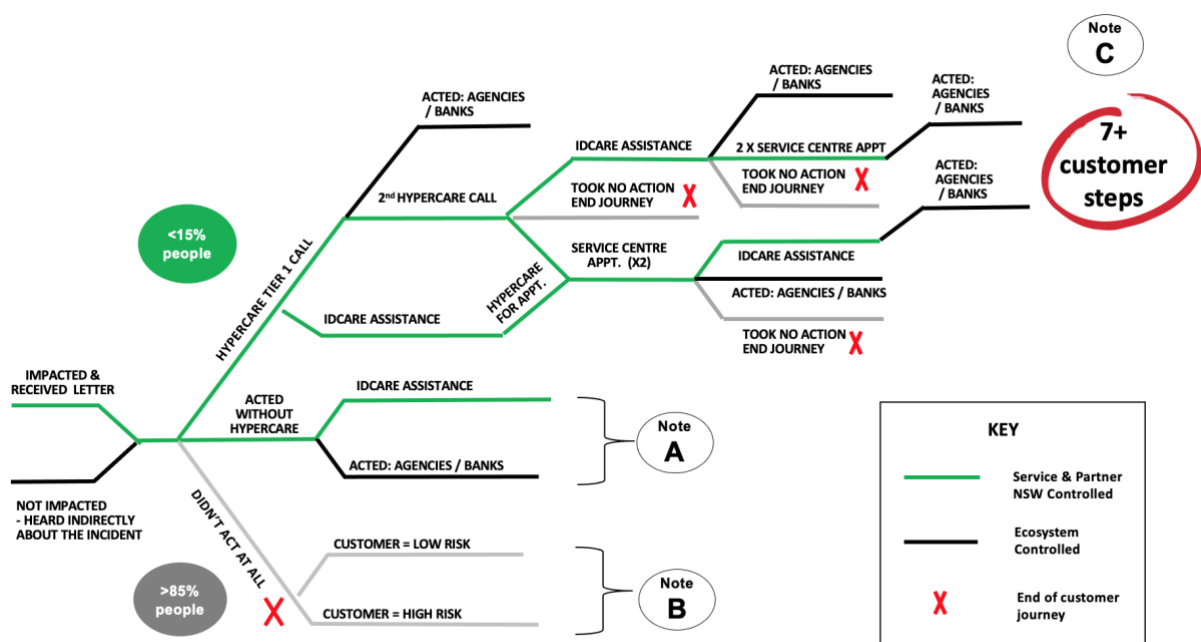 Note
C
ACTED: AGENCIES
/ BANKS
ACTED:
AGENCIES
/ BANKS
ACTED: AGENCIES
/ BANKS
7+
customer
steps
IDCARE ASSISTANCE
2 X SERVICE CENTRE APPT
TOOK NO ACTION
END JOURNEY
ACTED:
AGENCIES
/ BANKS
2nd HYPERCARE CALL
TOOK NO ACTION
END JOURNEY
<15%
people
HYPERCARE TIER 1 CALL
SERVICE CENTRE
APPT. (X2)
IDCARE ASSISTANCE
HYPERCARE
FOR APPT.
ACTED: AGENCIES / BANKS
IDCARE ASSISTANCE
TOOK NO ACTION
END JOURNEY
IMPACTED &
RECEIVED LETTER
ACTED
WITHOUT
HYPERCARE
IDCARE ASSISTANCE
Note
A
ACTED: AGENCIES / BANKS
NOT IMPACTED
- HEARD INDIRECTLY
ABOUT THE INCIDENT
DIDN'T ACT AT ALL
CUSTOMER = LOW RISK
>85%
people
CUSTOMER = HIGH RISK
Note
B
KEY
Service & Partner
NSW Controlled
Ecosystem
Controlled
End of customer
journey